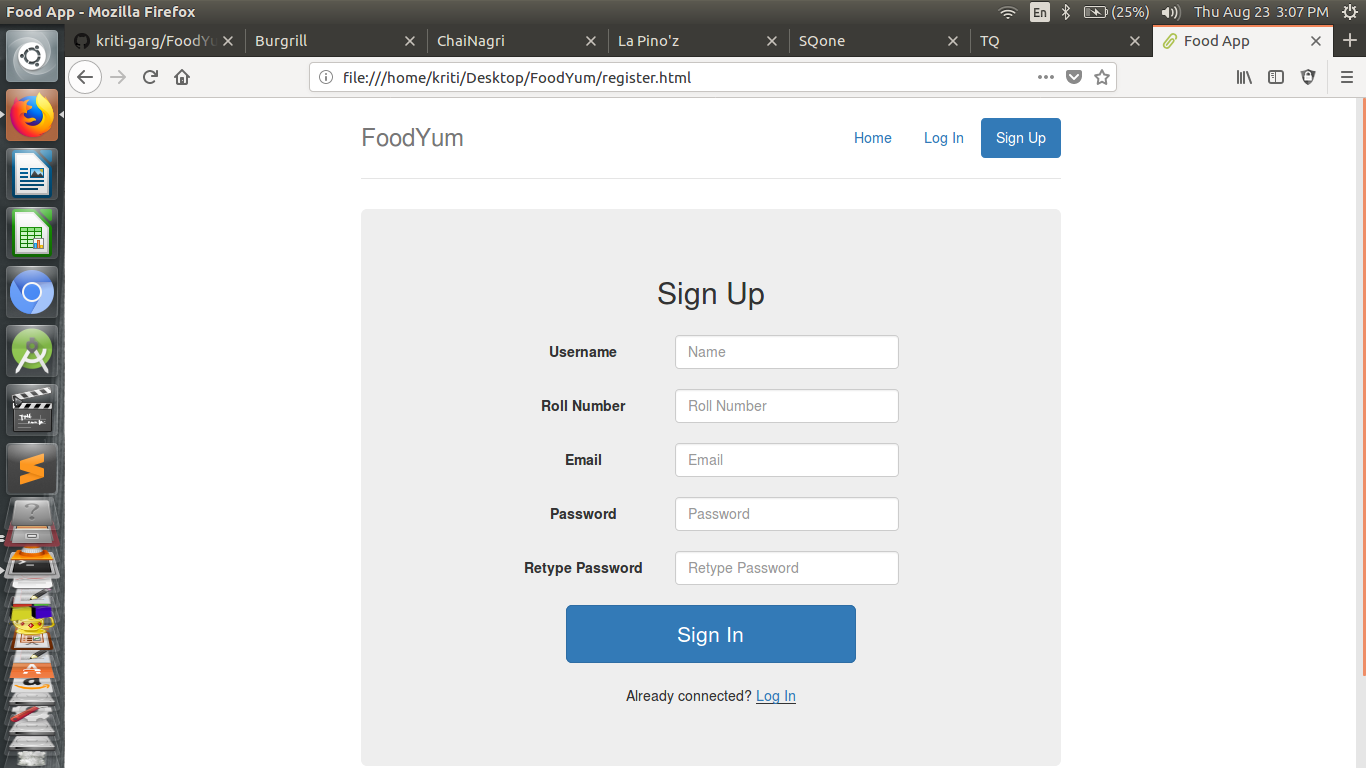 Food App - Mozilla Firefox
En
(25%)
Thu Aug 23 3:07 PM
kriti-garg/FoodYu
Burgrill
ChaiNagri
La Pino'z
SQone
TQ
Food App
file:///home/kriti/Desktop/FoodYum/register.html
FoodYum
Home
Log In
Sign Up
Sign Up
Username
Name
Roll Number
Roll Number
Email
Email
Password
Password
Retype Password
Retype Password
Sign In
Already connected? Log In